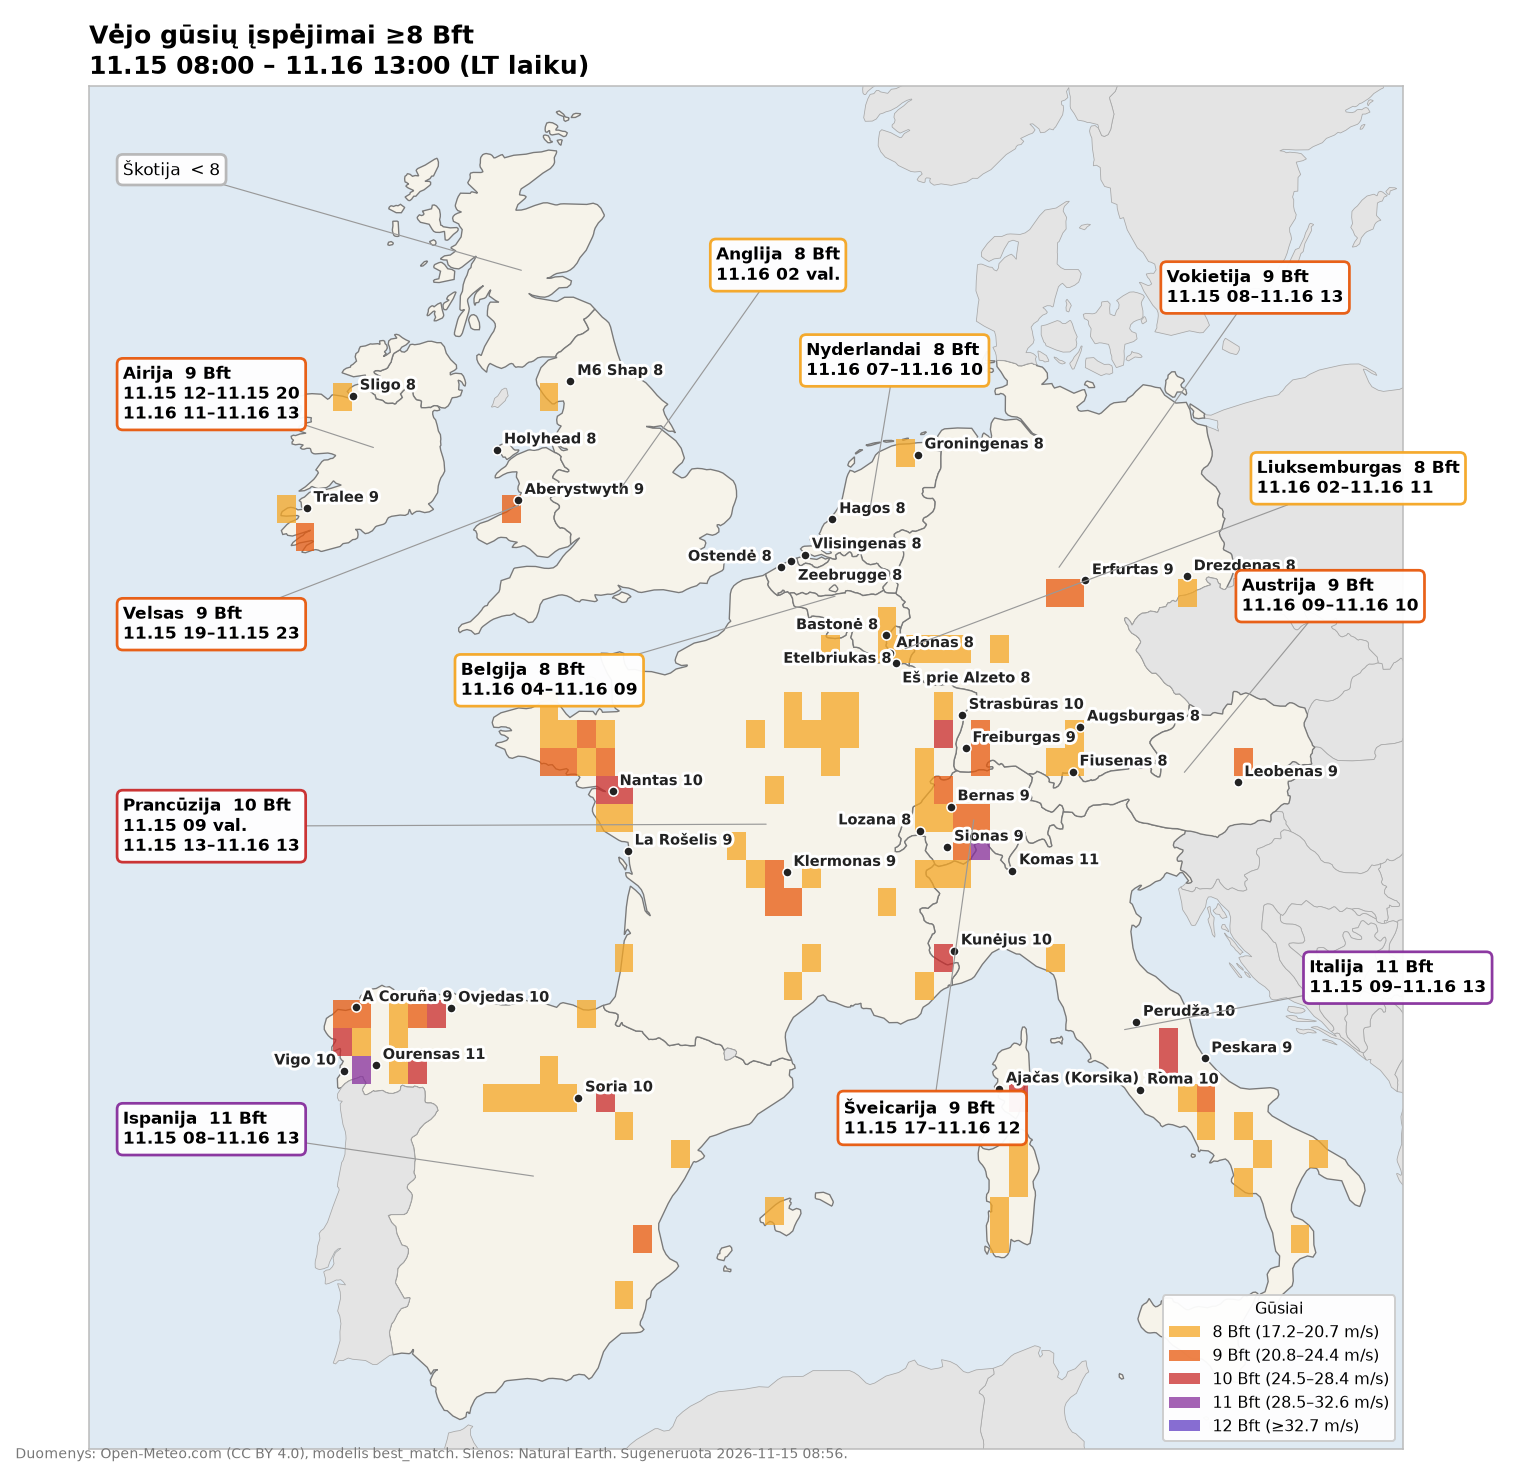 Vėjo gūsių įspėjimai ≥8 Bft
11.15 08:00 – 11.16 13:00 (LT laiku)
Škotija < 8
Anglija 8 Bft
11.16 02 val.
Vokietija 9 Bft
11.15 08–11.16 13
Nyderlandai 8 Bft
11.16 07–11.16 10
Airija 9 Bft
11.15 12–11.15 20
11.16 11–11.16 13
M6 Shap 8
Sligo 8
Holyhead 8
Groningenas 8
Liuksemburgas 8 Bft
11.16 02–11.16 11
Tralee 9
Aberystwyth 9
Hagos 8
Vlisingenas 8
Ostendė 8
Zeebrugge 8
Erfurtas 9
Drezdenas 8
Austrija 9 Bft
11.16 09–11.16 10
Velsas 9 Bft
11.15 19–11.15 23
Bastonė 8
Arlonas 8
Etelbriukas 8
Eš prie Alzeto 8
Belgija 8 Bft
11.16 04–11.16 09
Strasbūras 10
Augsburgas 8
Freiburgas 9
Fiusenas 8
Leobenas 9
Nantas 10
Bernas 9
Prancūzija 10 Bft
11.15 09 val.
11.15 13–11.16 13
Lozana 8
La Rošelis 9
Sionas 9
Klermonas 9
Komas 11
Kunėjus 10
Italija 11 Bft
11.15 09–11.16 13
A Coruña 9
Ovjedas 10
Perudža 10
Vigo 10
Ourensas 11
Peskara 9
Soria 10
Ajačas (Korsika)
Roma 10
Ispanija 11 Bft
11.15 08–11.16 13
Šveicarija 9 Bft
11.15 17–11.16 12
Gūsiai
8 Bft (17.2–20.7 m/s)
9 Bft (20.8–24.4 m/s)
10 Bft (24.5–28.4 m/s)
11 Bft (28.5–32.6 m/s)
12 Bft (≥32.7 m/s)
Duomenys: Open-Meteo.com (CC BY 4.0), modelis best_match. Sienos: Natural Earth. Sugeneruota 2026-11-15 08:56.